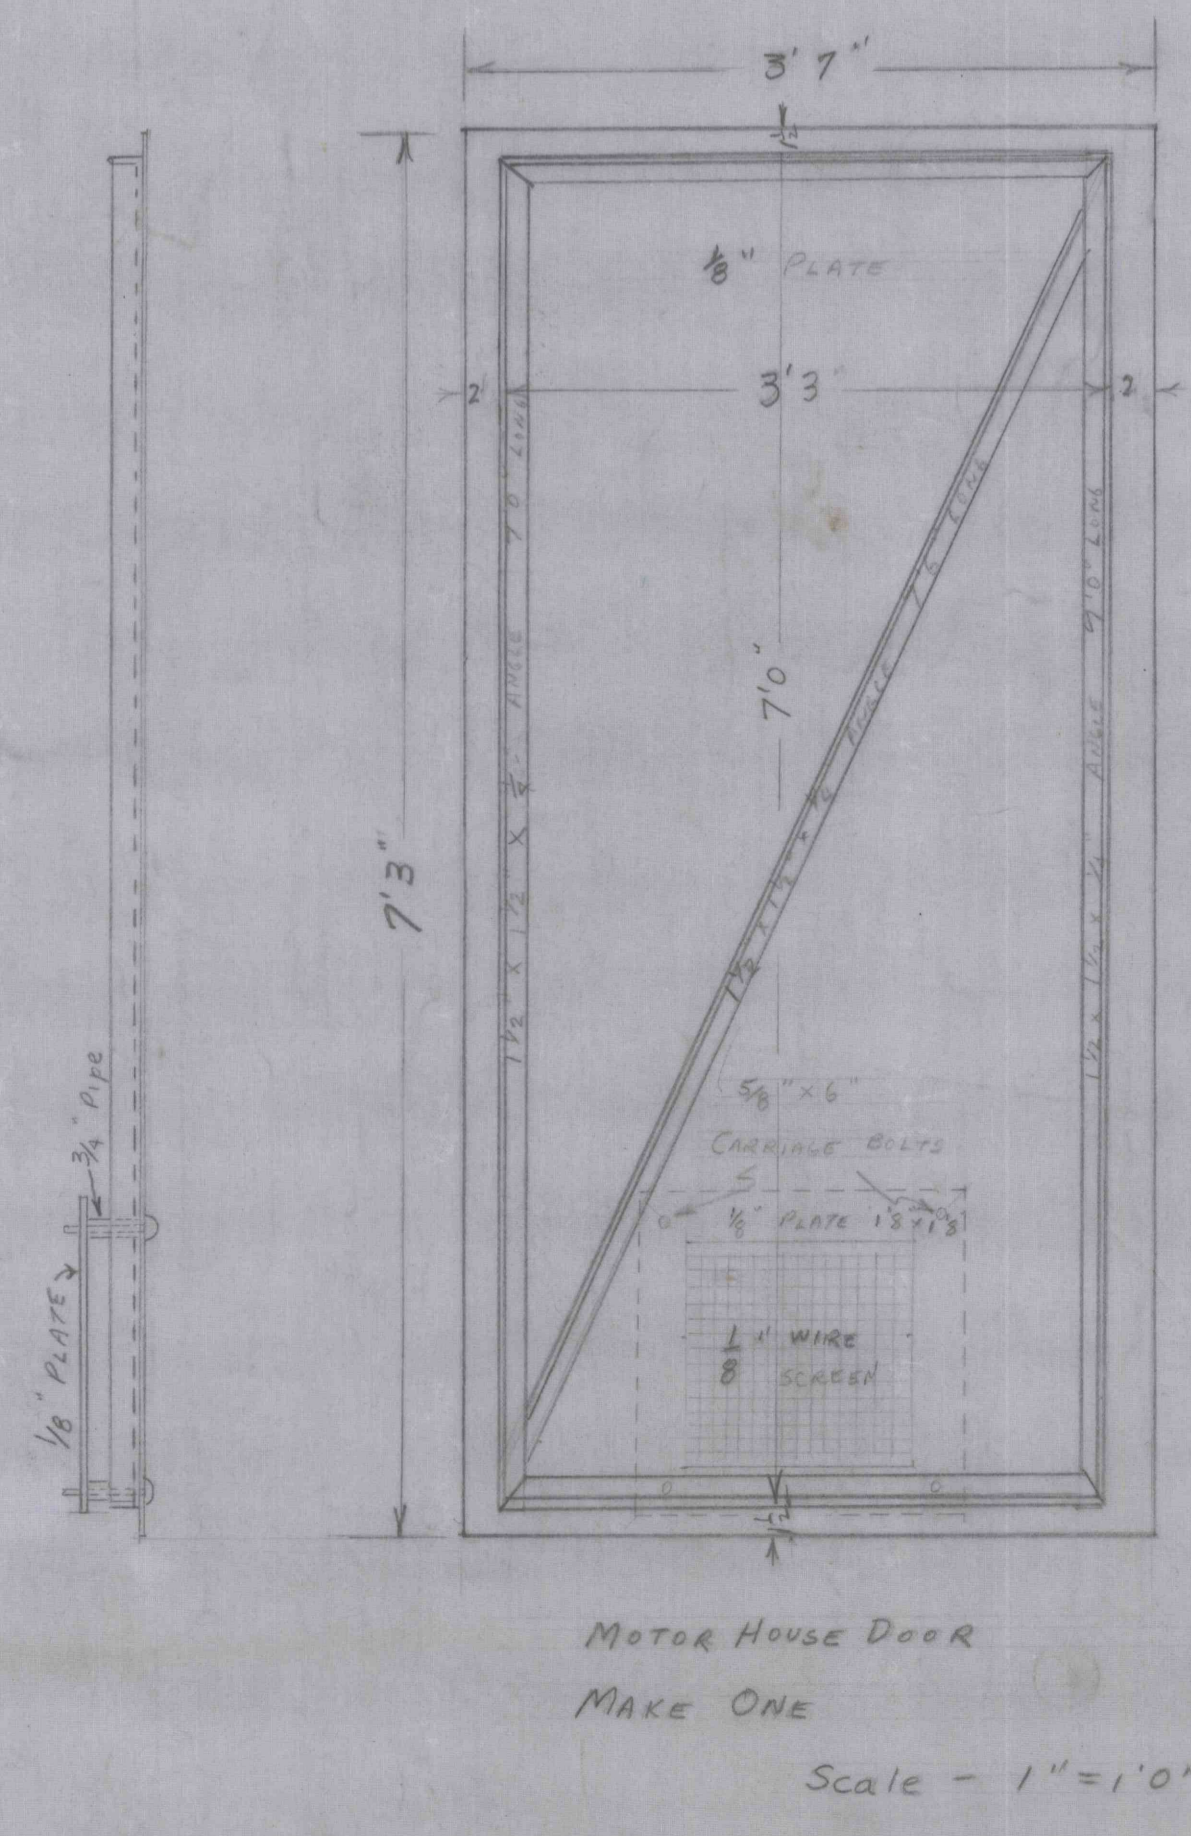 3' 7"
1/2
1/8" PLATE
2
3' 3"
2
1 1/2" x 1 1/2" x 1/4" ANGLE 7'0" LONG
1 1/2" x 1 1/2" x 1/4 ANGLE 7'6" LONG
1 1/2 x 1 1/2 x 1/4" ANGLE 9'0" LONG
7'0"
7'3"
3/4" Pipe
1/8" PLATE
5/8" x 6"
CARRIAGE BOLTS
1/8" PLATE 1'8 x 1'8
1/8" WIRE
SCREEN
1 1/2
MOTOR HOUSE DOOR
MAKE ONE
Scale - 1" = 1'0"